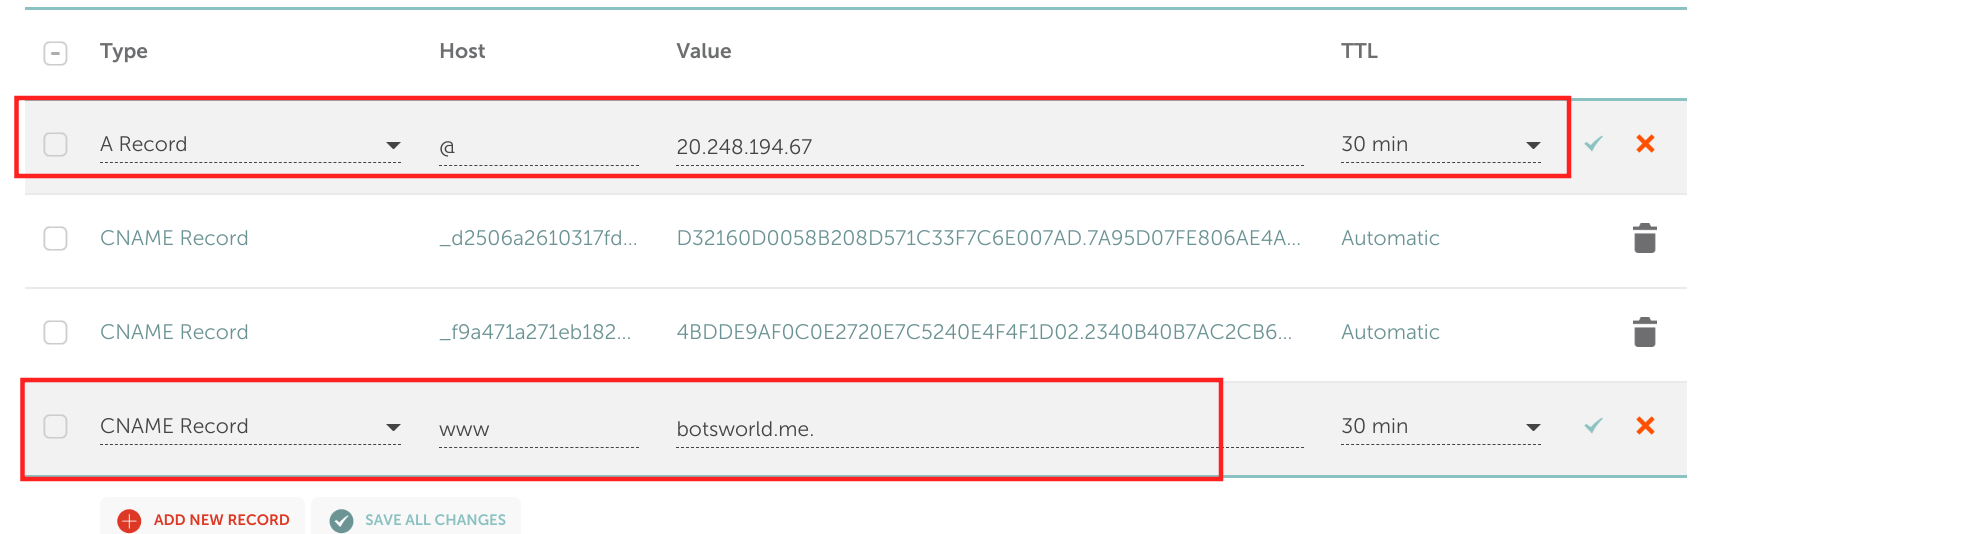 Type Host Value TTL
A Record @ 20.248.194.67 30 min
CNAME Record _d2506a2610317fd... D32160D0058B208D571C33F7C6E007AD.7A95D07FE806AE4A... Automatic
CNAME Record _f9a471a271eb182... 4BDDE9AF0C0E2720E7C5240E4F4F1D02.2340B40B7AC2CB6... Automatic
CNAME Record www botsworld.me. 30 min
ADD NEW RECORD SAVE ALL CHANGES